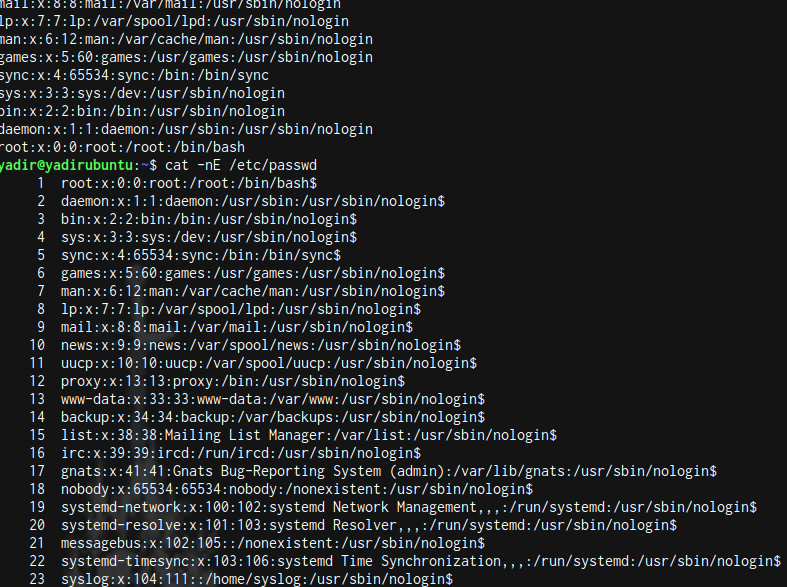 mail:x:8:8:mail:/var/mail:/usr/sbin/nologin
lp:x:7:7:lp:/var/spool/lpd:/usr/sbin/nologin
man:x:6:12:man:/var/cache/man:/usr/sbin/nologin
games:x:5:60:games:/usr/games:/usr/sbin/nologin
sync:x:4:65534:sync:/bin:/bin/sync
sys:x:3:3:sys:/dev:/usr/sbin/nologin
bin:x:2:2:bin:/bin:/usr/sbin/nologin
daemon:x:1:1:daemon:/usr/sbin:/usr/sbin/nologin
root:x:0:0:root:/root:/bin/bash
yadir@yadirubuntu:~$ cat -nE /etc/passwd
1 root:x:0:0:root:/root:/bin/bash$
2 daemon:x:1:1:daemon:/usr/sbin:/usr/sbin/nologin$
3 bin:x:2:2:bin:/bin:/usr/sbin/nologin$
4 sys:x:3:3:sys:/dev:/usr/sbin/nologin$
5 sync:x:4:65534:sync:/bin:/bin/sync$
6 games:x:5:60:games:/usr/games:/usr/sbin/nologin$
7 man:x:6:12:man:/var/cache/man:/usr/sbin/nologin$
8 lp:x:7:7:lp:/var/spool/lpd:/usr/sbin/nologin$
9 mail:x:8:8:mail:/var/mail:/usr/sbin/nologin$
10 news:x:9:9:news:/var/spool/news:/usr/sbin/nologin$
11 uucp:x:10:10:uucp:/var/spool/uucp:/usr/sbin/nologin$
12 proxy:x:13:13:proxy:/bin:/usr/sbin/nologin$
13 www-data:x:33:33:www-data:/var/www:/usr/sbin/nologin$
14 backup:x:34:34:backup:/var/backups:/usr/sbin/nologin$
15 list:x:38:38:Mailing List Manager:/var/list:/usr/sbin/nologin$
16 irc:x:39:39:ircd:/run/ircd:/usr/sbin/nologin$
17 gnats:x:41:41:Gnats Bug-Reporting System (admin):/var/lib/gnats:/usr/sbin/nologin$
18 nobody:x:65534:65534:nobody:/nonexistent:/usr/sbin/nologin$
19 systemd-network:x:100:102:systemd Network Management,,,:/run/systemd:/usr/sbin/nologin$
20 systemd-resolve:x:101:103:systemd Resolver,,,:/run/systemd:/usr/sbin/nologin$
21 messagebus:x:102:105::/nonexistent:/usr/sbin/nologin$
22 systemd-timesync:x:103:106:systemd Time Synchronization,,,:/run/systemd:/usr/sbin/nologin$
23 syslog:x:104:111::/home/syslog:/usr/sbin/nologin$